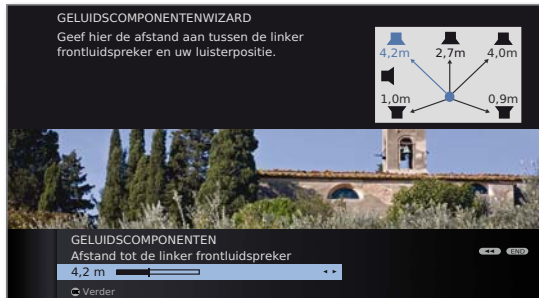 GELUIDSCOMPONENTENWIZARD
Geef hier de afstand aan tussen de linker
frontluidspreker en uw luisterpositie.
4,2m 2,7m 4,0m
1,0m 0,9m
GELUIDSCOMPONENTEN
Afstand tot de linker frontluidspreker
4,2 m
END
OK Verder